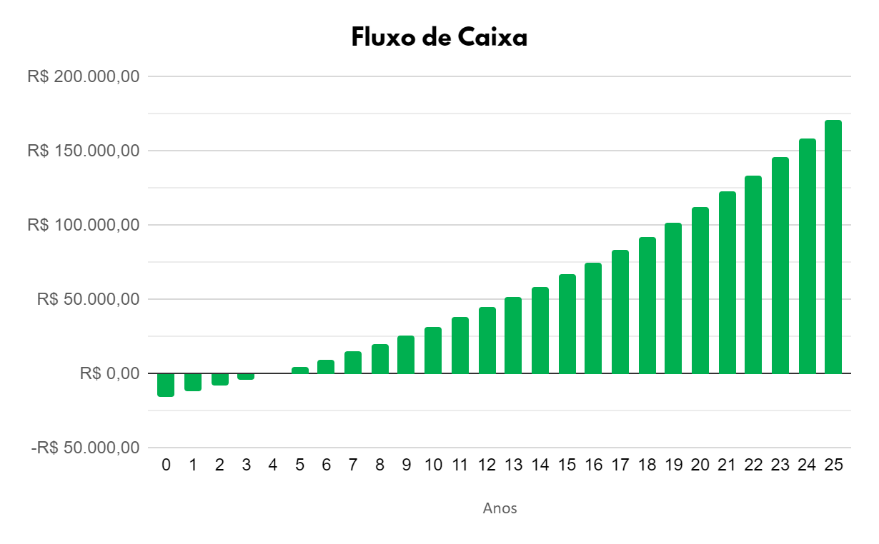 Fluxo de Caixa
R$ 200.000,00
R$ 150.000,00
R$ 100.000,00
R$ 50.000,00
R$ 0,00
-R$ 50.000,00
0 1 2 3 4 5 6 7 8 9 10 11 12 13 14 15 16 17 18 19 20 21 22 23 24 25
Anos